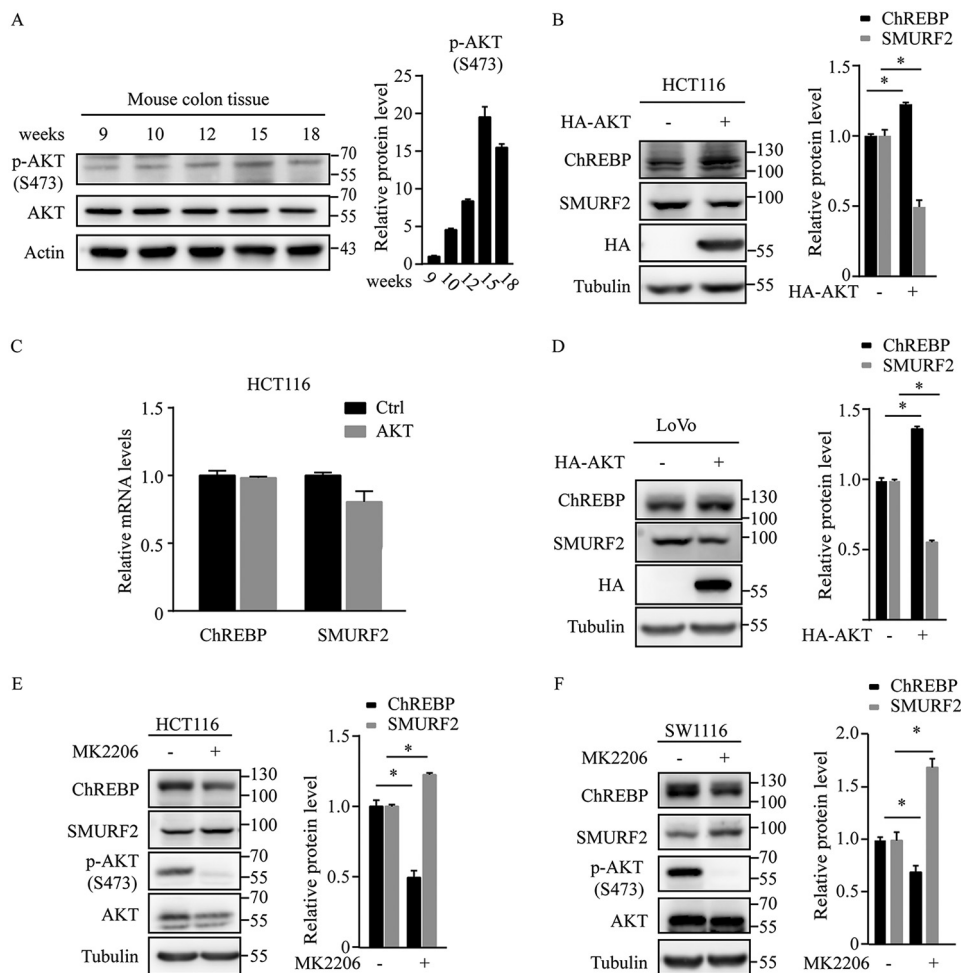 A
Mouse colon tissue
weeks 9 10 12 15 18
p-AKT
(S473)
70
55
AKT
70
55
Actin
43
p-AKT
(S473)
Relative protein level
25
20
15
10
5
0
weeks 9 10 12 15 18
B
HCT116
HA-AKT - +
ChREBP
130
100
SMURF2
100
HA
55
Tubulin
55
ChREBP
SMURF2
Relative protein level
1.5
1.0
0.5
0
* *
HA-AKT - +
C
HCT116
Relative mRNA levels
1.5
1.0
0.5
0
Ctrl
AKT
ChREBP SMURF2
D
LoVo
HA-AKT - +
ChREBP
130
100
SMURF2
100
HA
55
Tubulin
55
ChREBP
SMURF2
Relative protein level
1.5
1.0
0.5
* *
HA-AKT - +
E
HCT116
MK2206 - +
ChREBP
130
100
SMURF2
100
p-AKT
(S473)
70
55
AKT
70
55
Tubulin
55
ChREBP
SMURF2
Relative protein level
1.5
1.0
0.5
0
* *
MK2206 - +
F
SW1116
MK2206 - +
ChREBP
130
100
SMURF2
100
p-AKT
(S473)
70
55
AKT
70
55
Tubulin
55
ChREBP
SMURF2
Relative protein level
2.0
1.5
1.0
0.5
0
* *
MK2206 - +